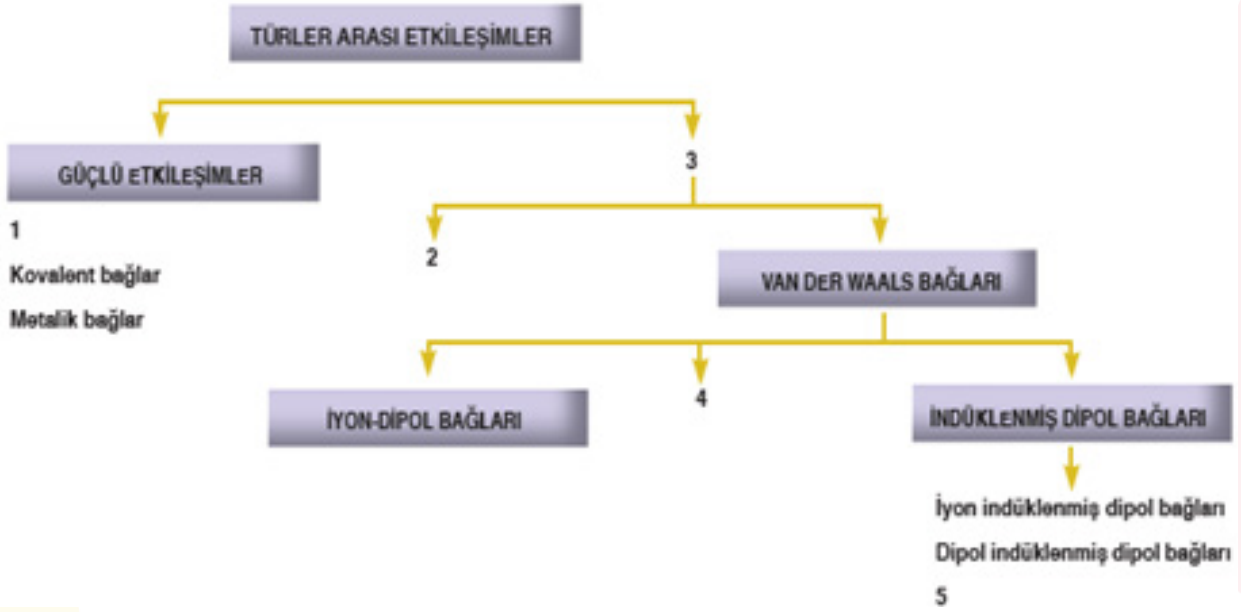 TÜRLER ARASI ETKİLEŞİMLER
GÜÇLÜ ETKİLEŞİMLER
3
1
Kovalent bağlar
Metalik bağlar
2
VAN DER WAALS BAĞLARI
İYON-DİPOL BAĞLARI
4
İNDÜKLENMİŞ DİPOL BAĞLARI
İyon indüklenmiş dipol bağları
Dipol indüklenmiş dipol bağları
5